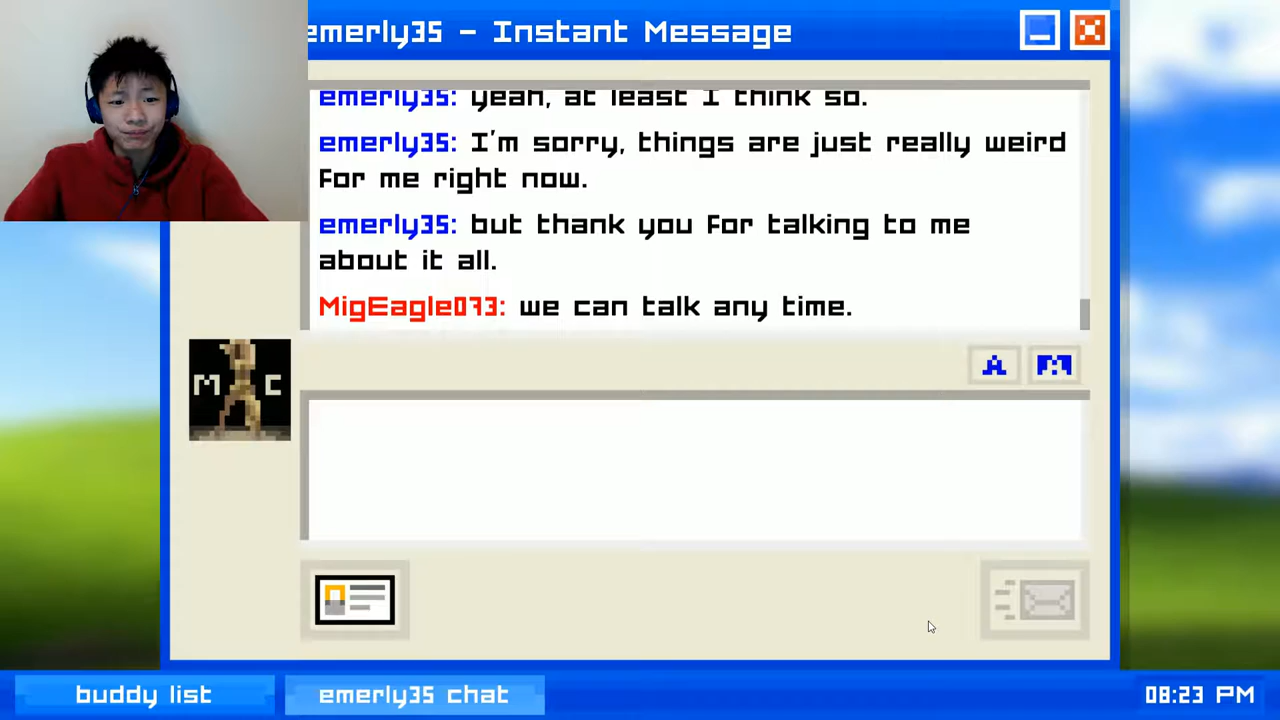 emerly35 - Instant Message
emerly35: yeah, at least I think so.
emerly35: I'm sorry, things are just really weird
for me right now.
emerly35: but thank you for talking to me
about it all.
MigEagle073: we can talk any time.
M C
A
buddy list
emerly35 chat
08:23 PM